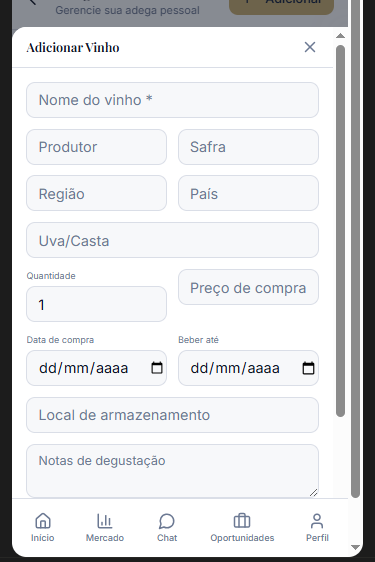 Gerencie sua adega pessoal
Adicionar
Adicionar Vinho
Nome do vinho *
Produtor
Safra
Região
País
Uva/Casta
Quantidade
1
Preço de compra
Data de compra
Beber até
dd/mm/aaaa
dd/mm/aaaa
Local de armazenamento
Notas de degustação
Início
Mercado
Chat
Oportunidades
Perfil